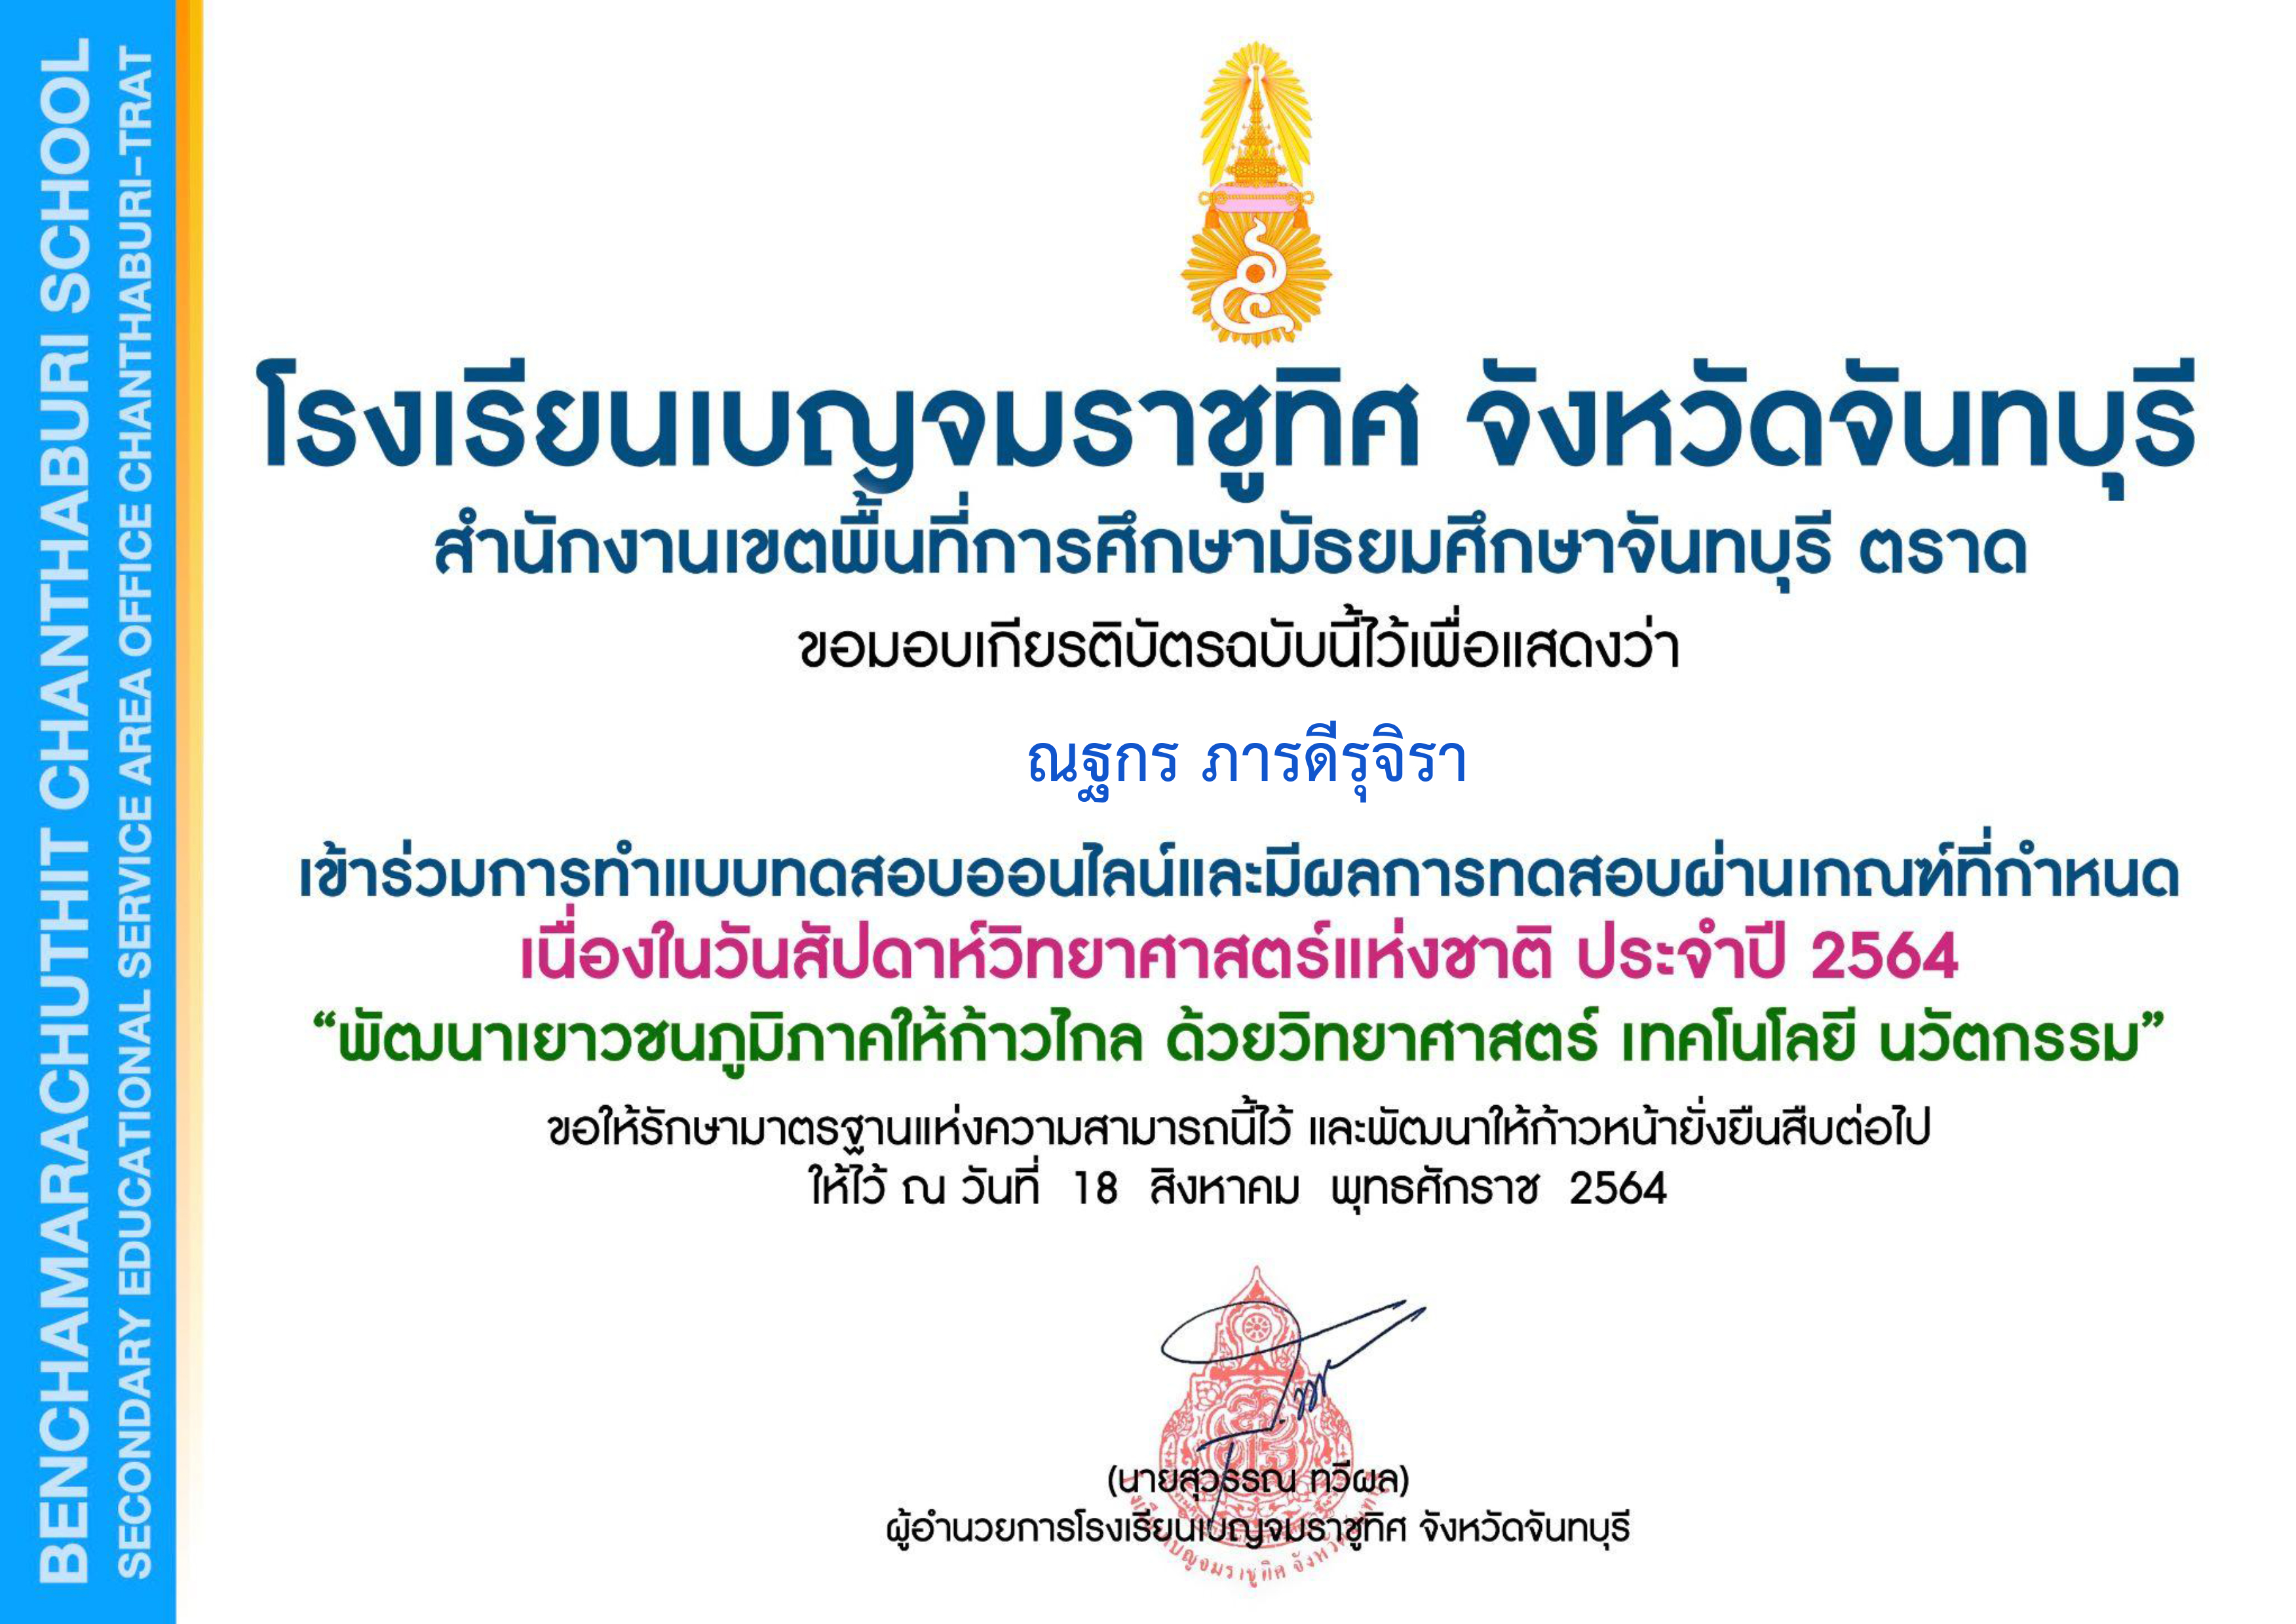 BENCHAMARACHUTHIT CHANTHABURI SCHOOL
SECONDARY EDUCATIONAL SERVICE AREA OFFICE CHANTHABURI-TRAT
โรงเรียนเบญจมราชูทิศ จังหวัดจันทบุรี
สำนักงานเขตพื้นที่การศึกษามัธยมศึกษาจันทบุรี ตราด
ขอมอบเกียรติบัตรฉบับนี้ไว้เพื่อแสดงว่า
ณฐกร ภารดีรุจิรา
เข้าร่วมการทำแบบทดสอบออนไลน์และมีผลการทดสอบผ่านเกณฑ์ที่กำหนด
เนื่องในวันสัปดาห์วิทยาศาสตร์แห่งชาติ ประจำปี 2564
“พัฒนาเยาวชนภูมิภาคให้ก้าวไกล ด้วยวิทยาศาสตร์ เทคโนโลยี นวัตกรรม”
ขอให้รักษามาตรฐานแห่งความสามารถนี้ไว้ และพัฒนาให้ก้าวหน้ายั่งยืนสืบต่อไป
ให้ไว้ ณ วันที่ 18 สิงหาคม พุทธศักราช 2564
(นายสุวรรณ ทวีผล)
ผู้อำนวยการโรงเรียนเบญจมราชูทิศ จังหวัดจันทบุรี